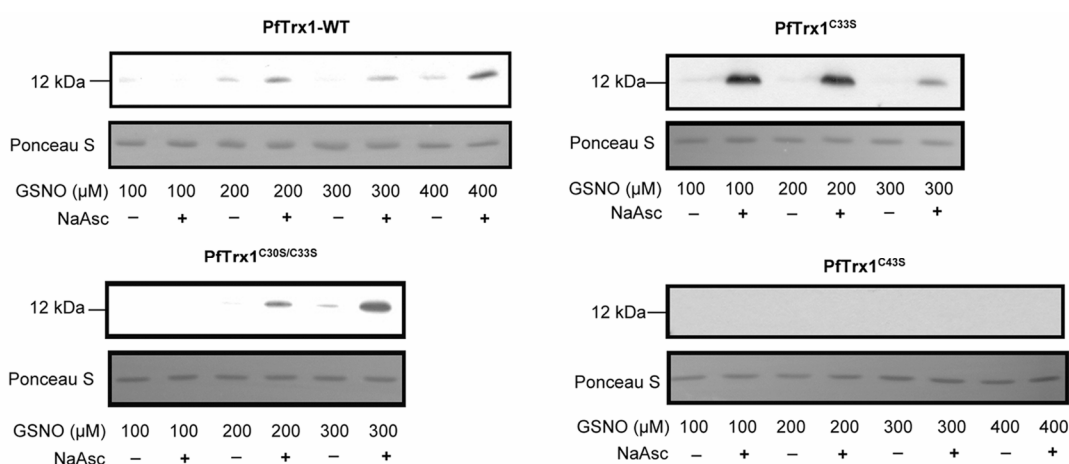 PfTrx1-WT
12 kDa
Ponceau S
GSNO (µM) 100 100 200 200 300 300 400 400
NaAsc – + – + – + – +
PfTrx1C33S
12 kDa
Ponceau S
GSNO (µM) 100 100 200 200 300 300
NaAsc – + – + – +
PfTrx1C30S/C33S
12 kDa
Ponceau S
GSNO (µM) 100 100 200 200 300 300
NaAsc – + – + – +
PfTrx1C43S
12 kDa
Ponceau S
GSNO (µM) 100 100 200 200 300 300 400 400
NaAsc – + – + – + – +